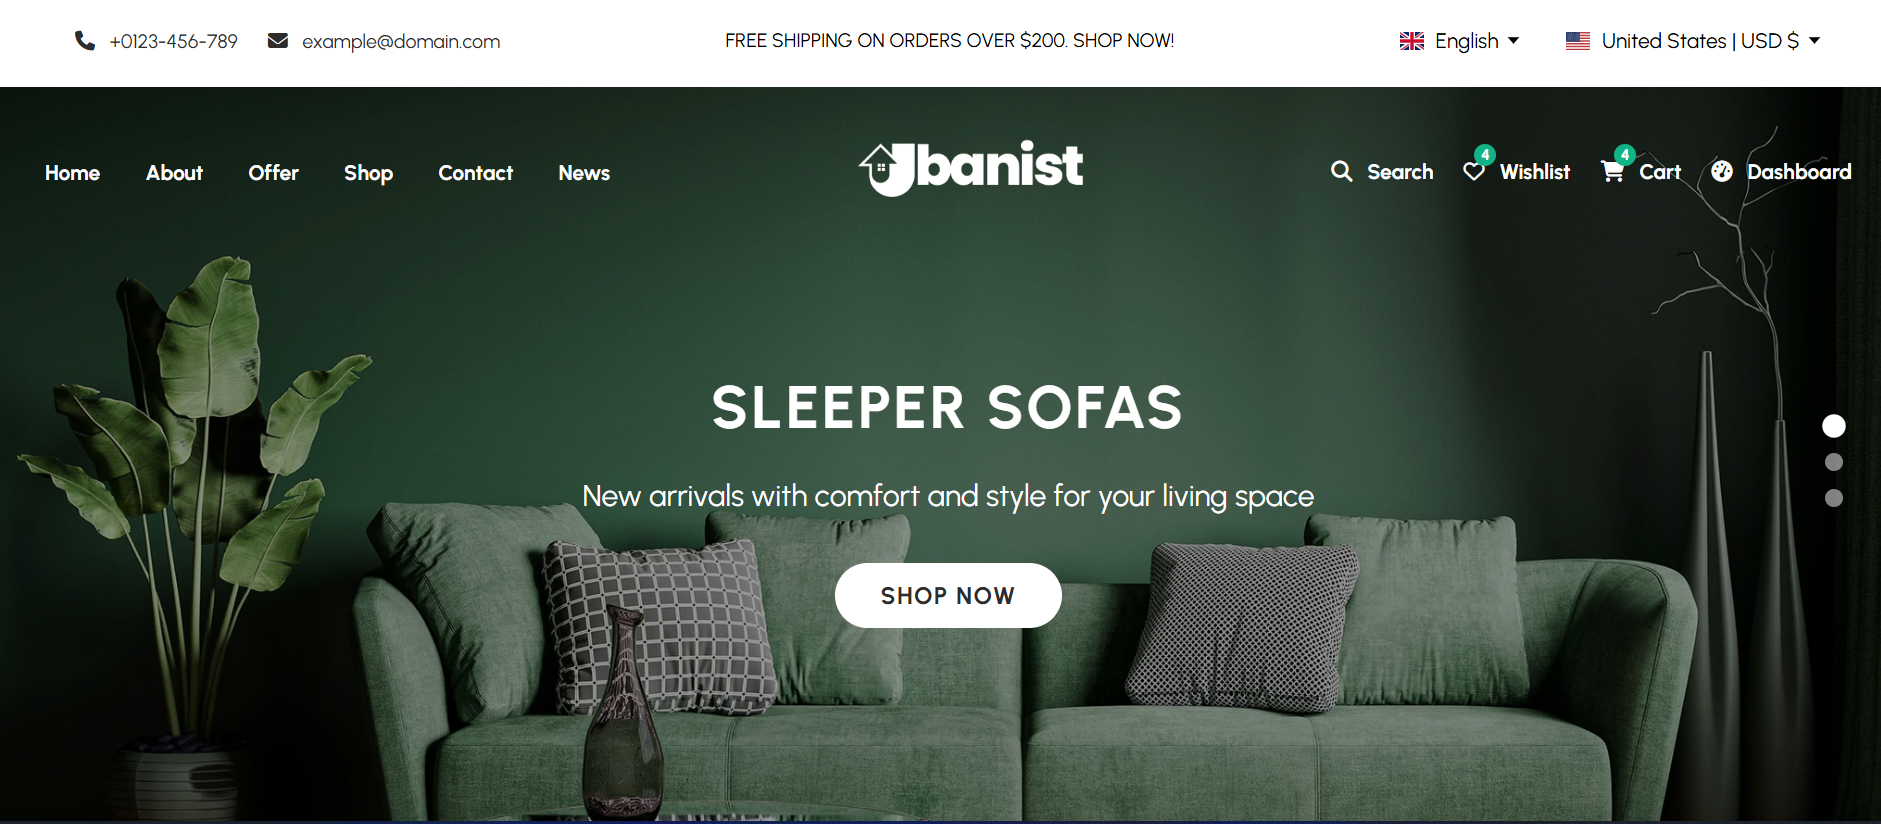 +0123-456-789 example@domain.com FREE SHIPPING ON ORDERS OVER $200. SHOP NOW! English United States | USD $
Home About Offer Shop Contact News Jbanist Search 4 Wishlist 4 Cart Dashboard
SLEEPER SOFAS
New arrivals with comfort and style for your living space
SHOP NOW